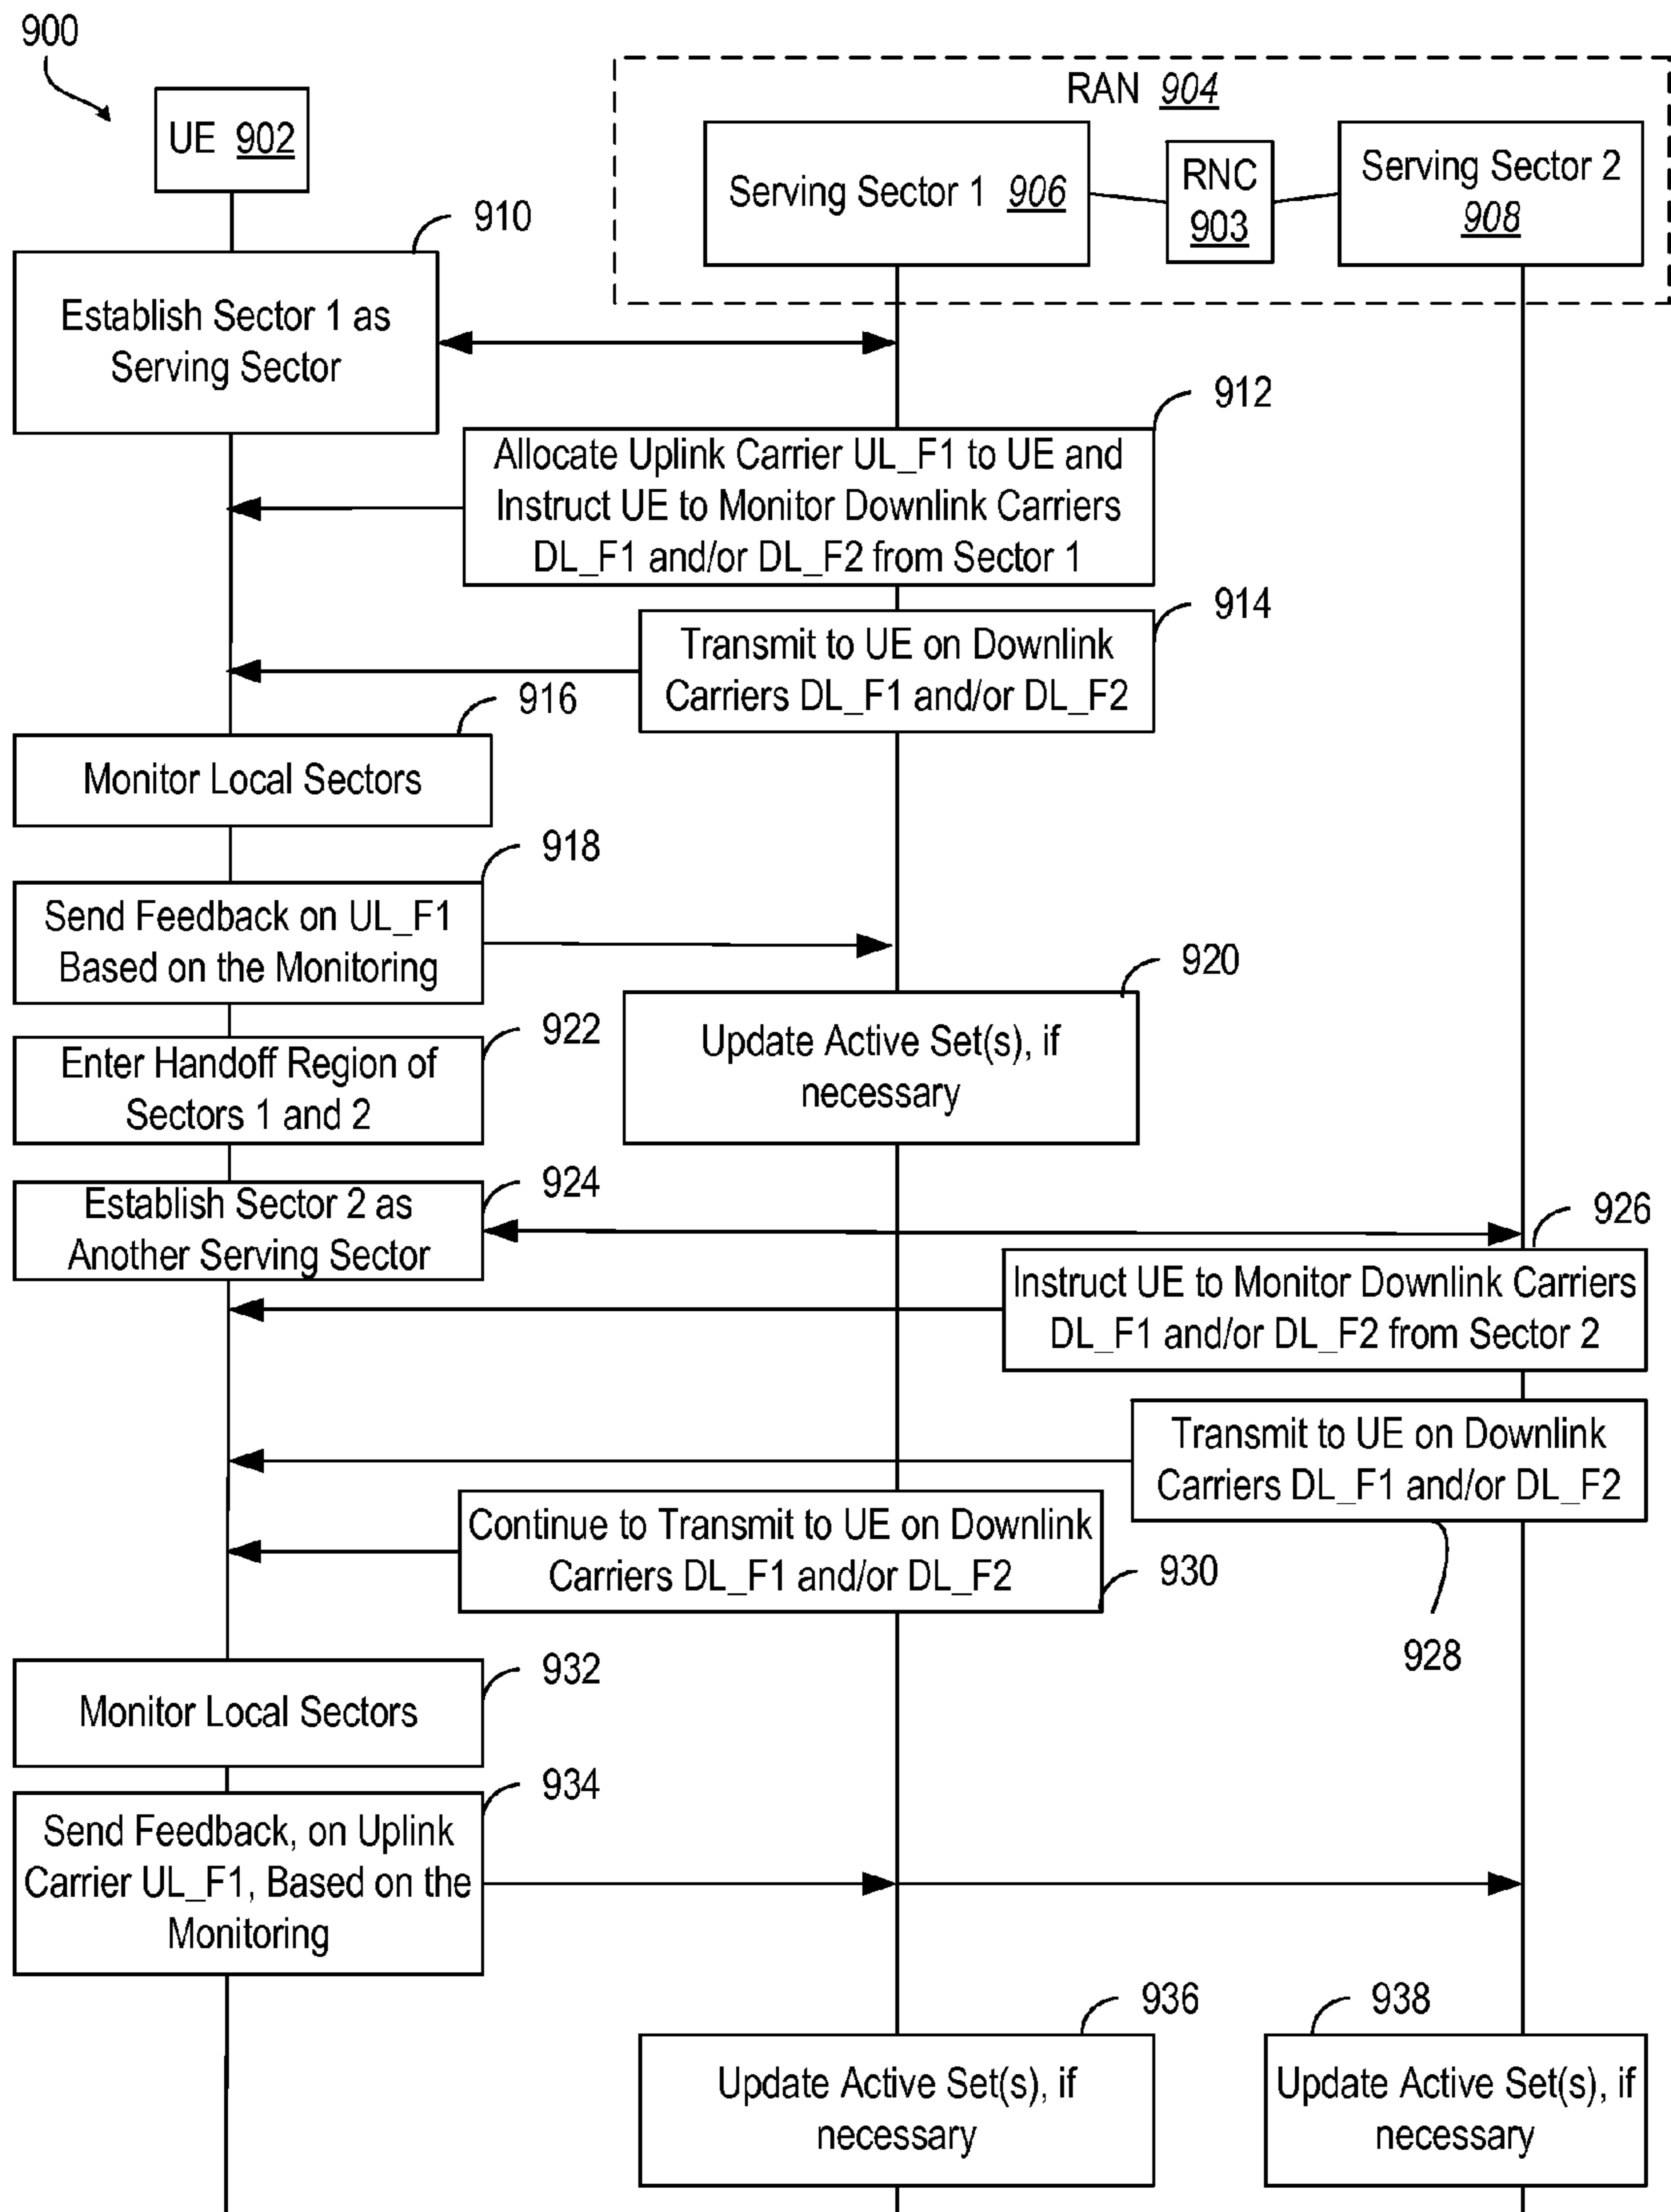 900
UE 902
RAN 904
Serving Sector 1 906
RNC
903
Serving Sector 2
908
910
Establish Sector 1 as
Serving Sector
912
Allocate Uplink Carrier UL_F1 to UE and
Instruct UE to Monitor Downlink Carriers
DL_F1 and/or DL_F2 from Sector 1
914
Transmit to UE on Downlink
Carriers DL_F1 and/or DL_F2
916
Monitor Local Sectors
918
Send Feedback on UL_F1
Based on the Monitoring
920
Update Active Set(s), if
necessary
922
Enter Handoff Region of
Sectors 1 and 2
924
Establish Sector 2 as
Another Serving Sector
926
Instruct UE to Monitor Downlink Carriers
DL_F1 and/or DL_F2 from Sector 2
Transmit to UE on Downlink
Carriers DL_F1 and/or DL_F2
928
Continue to Transmit to UE on Downlink
Carriers DL_F1 and/or DL_F2
930
932
Monitor Local Sectors
934
Send Feedback, on Uplink
Carrier UL_F1, Based on the
Monitoring
936
Update Active Set(s), if
necessary
938
Update Active Set(s), if
necessary